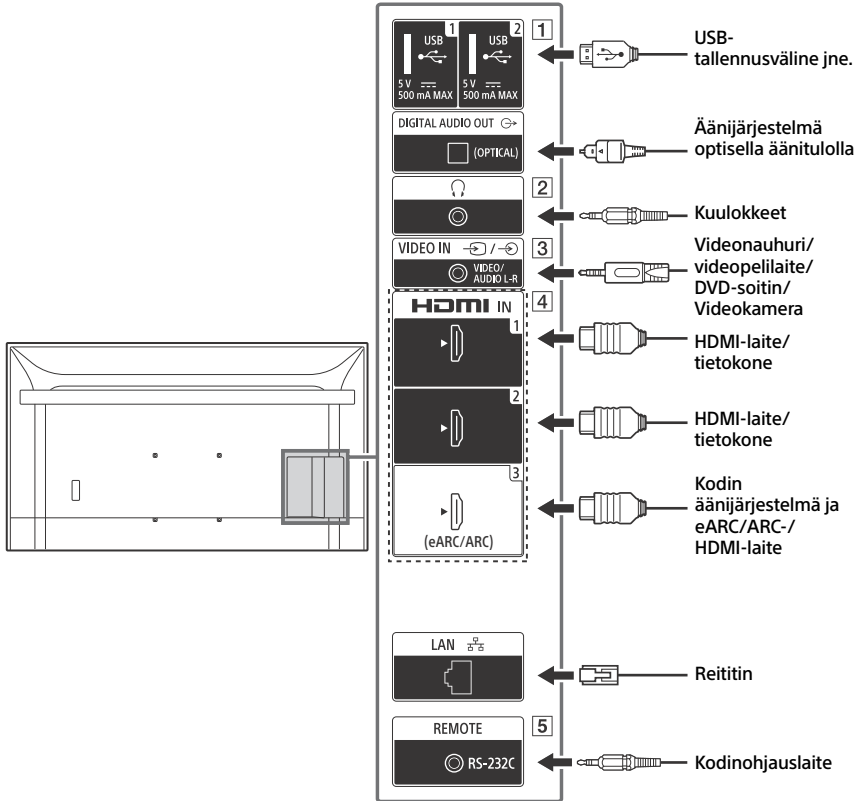 1
USB
5 V
500 mA MAX
2
USB
5 V
500 mA MAX
1
USB-
tallennusväline jne.
DIGITAL AUDIO OUT
(OPTICAL)
Äänijärjestelmä
optisella äänitulolla
2
Kuulokkeet
VIDEO IN /
3
VIDEO/
AUDIO L-R
Videonauhuri/
videopelilaite/
DVD-soitin/
Videokamera
HDMI IN
4
1
HDMI-laite/
tietokone
2
HDMI-laite/
tietokone
3
(eARC/ARC)
Kodin
äänijärjestelmä ja
eARC/ARC-/
HDMI-laite
LAN
Reititin
REMOTE
5
RS-232C
Kodinohjauslaite